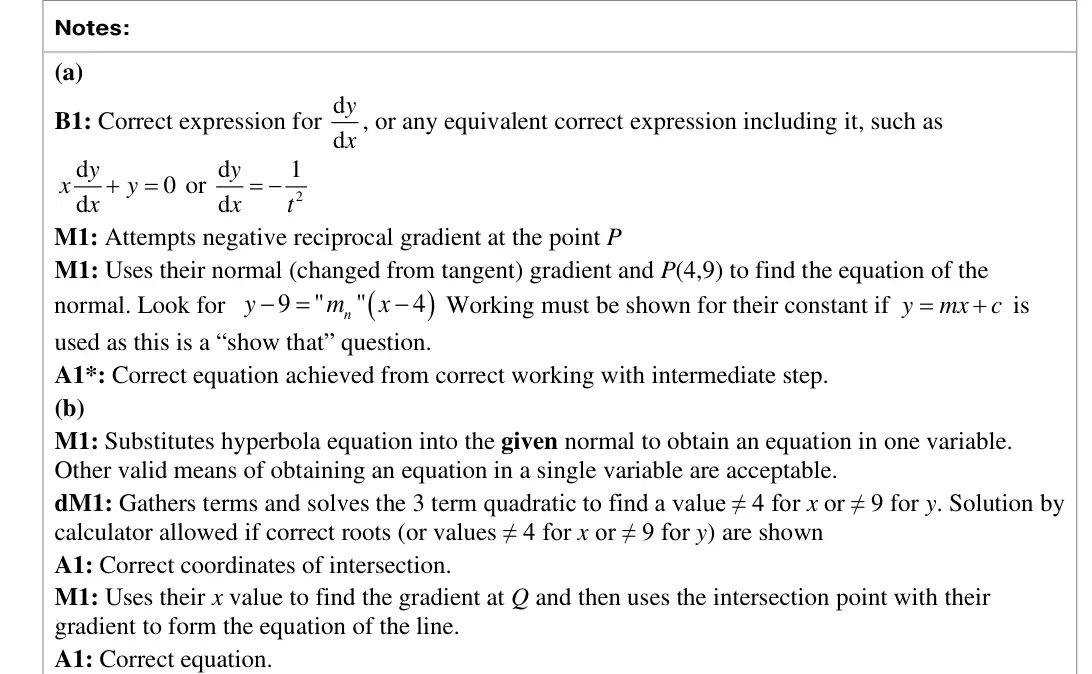 Notes:
(a)
B1: Correct expression for dy/dx, or any equivalent correct expression including it, such as
x dy/dx + y = 0 or dy/dx = −1/t²
M1: Attempts negative reciprocal gradient at the point P
M1: Uses their normal (changed from tangent) gradient and P(4,9) to find the equation of the
normal. Look for y − 9 = "mₙ"(x − 4) Working must be shown for their constant if y = mx + c is
used as this is a “show that” question.
A1*: Correct equation achieved from correct working with intermediate step.
(b)
M1: Substitutes hyperbola equation into the given normal to obtain an equation in one variable.
Other valid means of obtaining an equation in a single variable are acceptable.
dM1: Gathers terms and solves the 3 term quadratic to find a value ≠ 4 for x or ≠ 9 for y. Solution by
calculator allowed if correct roots (or values ≠ 4 for x or ≠ 9 for y) are shown
A1: Correct coordinates of intersection.
M1: Uses their x value to find the gradient at Q and then uses the intersection point with their
gradient to form the equation of the line.
A1: Correct equation.